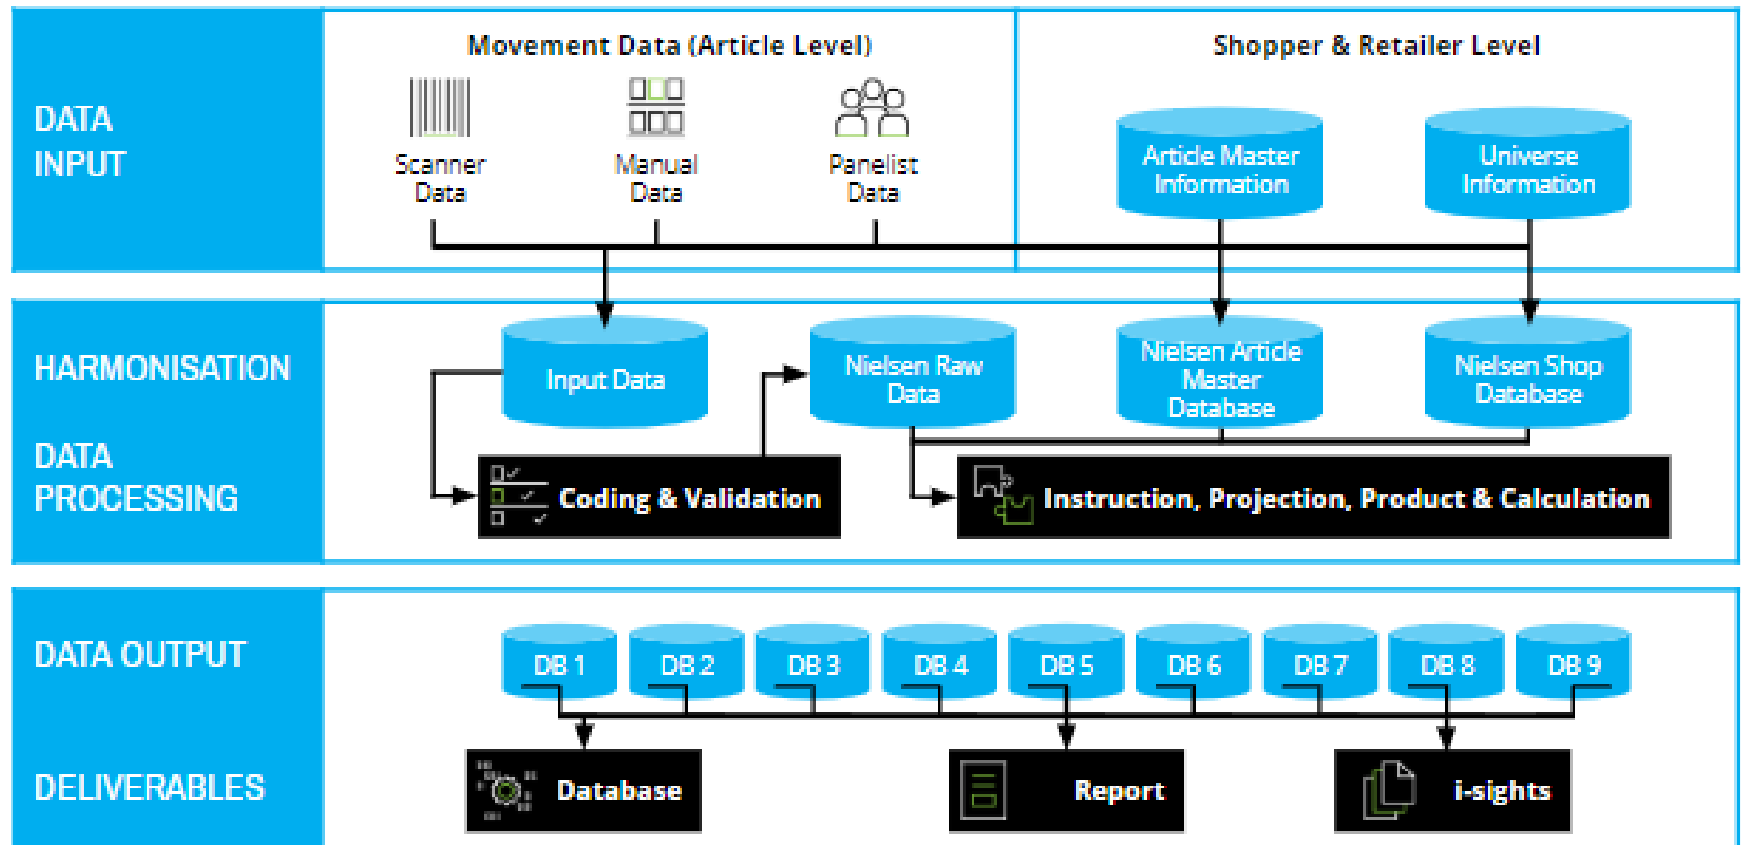 Movement Data (Article Level)
Shopper & Retailer Level
DATA
INPUT
Scanner
Data
Manual
Data
Panelist
Data
Article Master
Information
Universe
Information
HARMONISATION
DATA
PROCESSING
Input Data
Nielsen Raw
Data
Nielsen Article
Master
Database
Nielsen Shop
Database
Coding & Validation
Instruction, Projection, Product & Calculation
DATA OUTPUT
DB 1
DB 2
DB 3
DB 4
DB 5
DB 6
DB 7
DB 8
DB 9
DELIVERABLES
Database
Report
i-sights